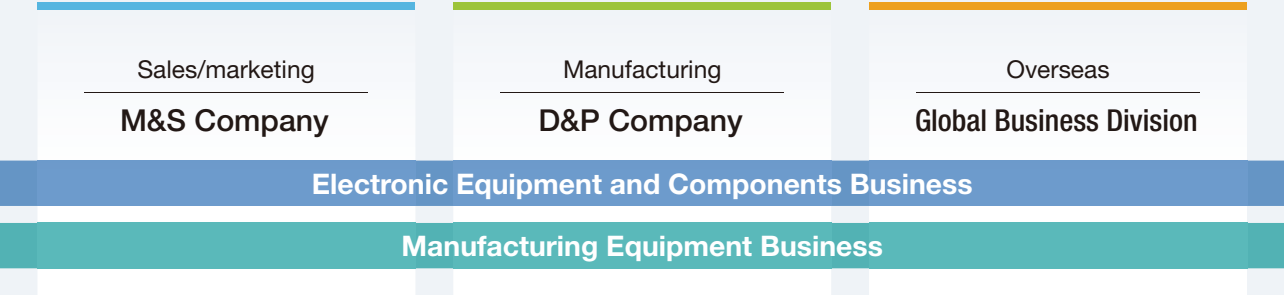 Sales/marketing
M&S Company
Manufacturing
D&P Company
Overseas
Global Business Division
Electronic Equipment and Components Business
Manufacturing Equipment Business